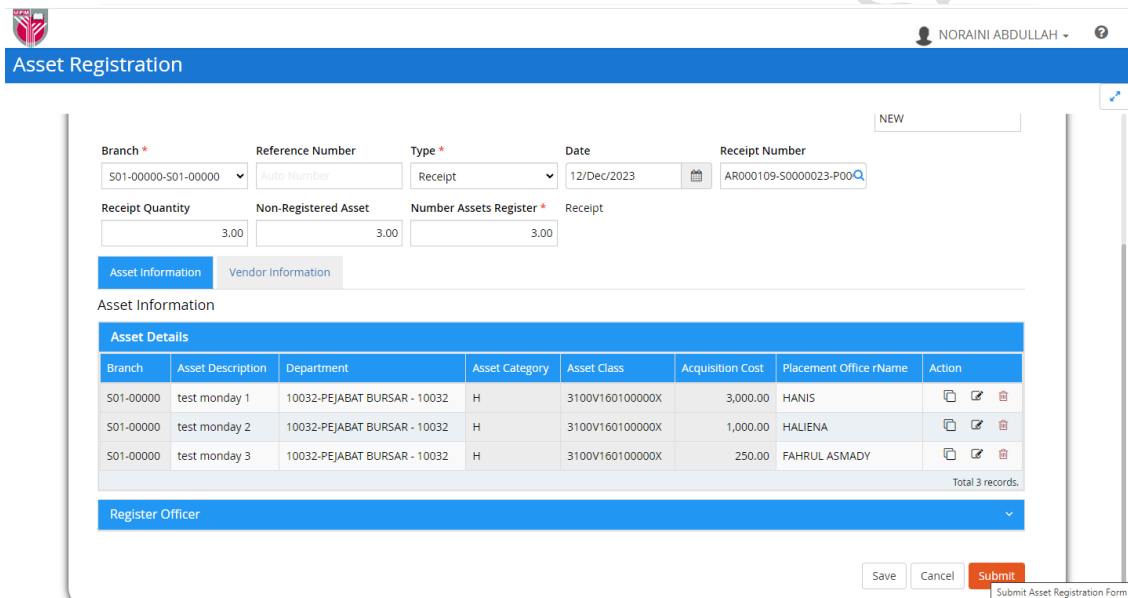 UPM
NORAINI ABDULLAH
Asset Registration
NEW
Branch * Reference Number Type * Date Receipt Number
S01-00000-S01-00000 Auto Number Receipt 12/Dec/2023 AR000109-S0000023-P00
Receipt Quantity Non-Registered Asset Number Assets Register * Receipt
3.00 3.00 3.00
Asset Information Vendor Information
Asset Information
Asset Details
Branch Asset Description Department Asset Category Asset Class Acquisition Cost Placement Office rName Action
S01-00000 test monday 1 10032-PEJABAT BURSAR - 10032 H 3100V160100000X 3,000.00 HANIS
S01-00000 test monday 2 10032-PEJABAT BURSAR - 10032 H 3100V160100000X 1,000.00 HALIENA
S01-00000 test monday 3 10032-PEJABAT BURSAR - 10032 H 3100V160100000X 250.00 FAHRUL ASMADY
Total 3 records.
Register Officer
Save Cancel Submit
Submit Asset Registration Form